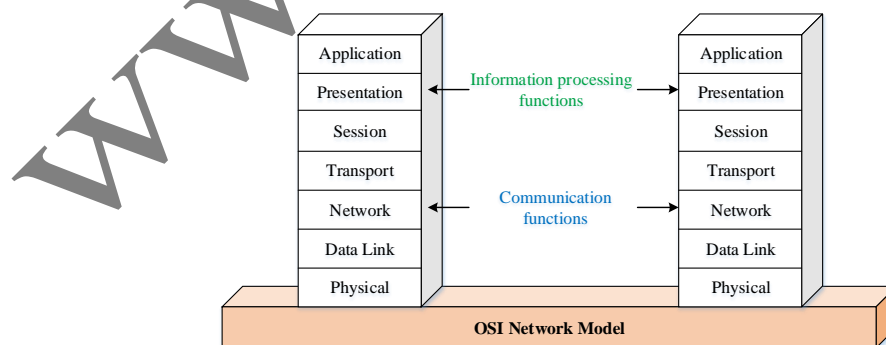 WW
Application
Presentation
Session
Transport
Network
Data Link
Physical
Information processing
functions
Communication
functions
Application
Presentation
Session
Transport
Network
Data Link
Physical
OSI Network Model